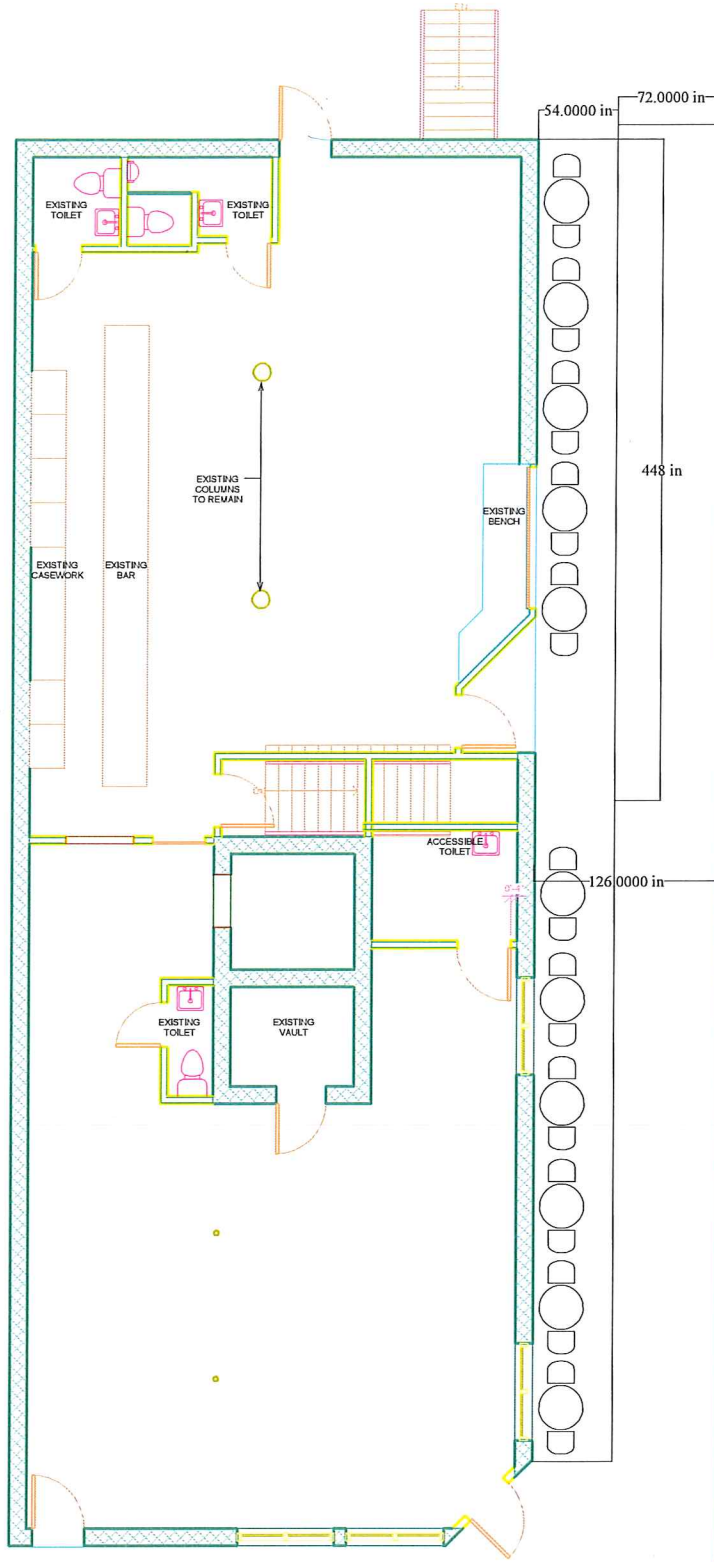 54.0000 in
72.0000 in
EXISTING
TOILET
EXISTING
TOILET
EXISTING
COLUMNS
TO REMAIN
448 in
EXISTING
BENCH
EXISTING
CASEWORK
EXISTING
BAR
ACCESSIBLE
TOILET
126.0000 in
EXISTING
TOILET
EXISTING
VAULT